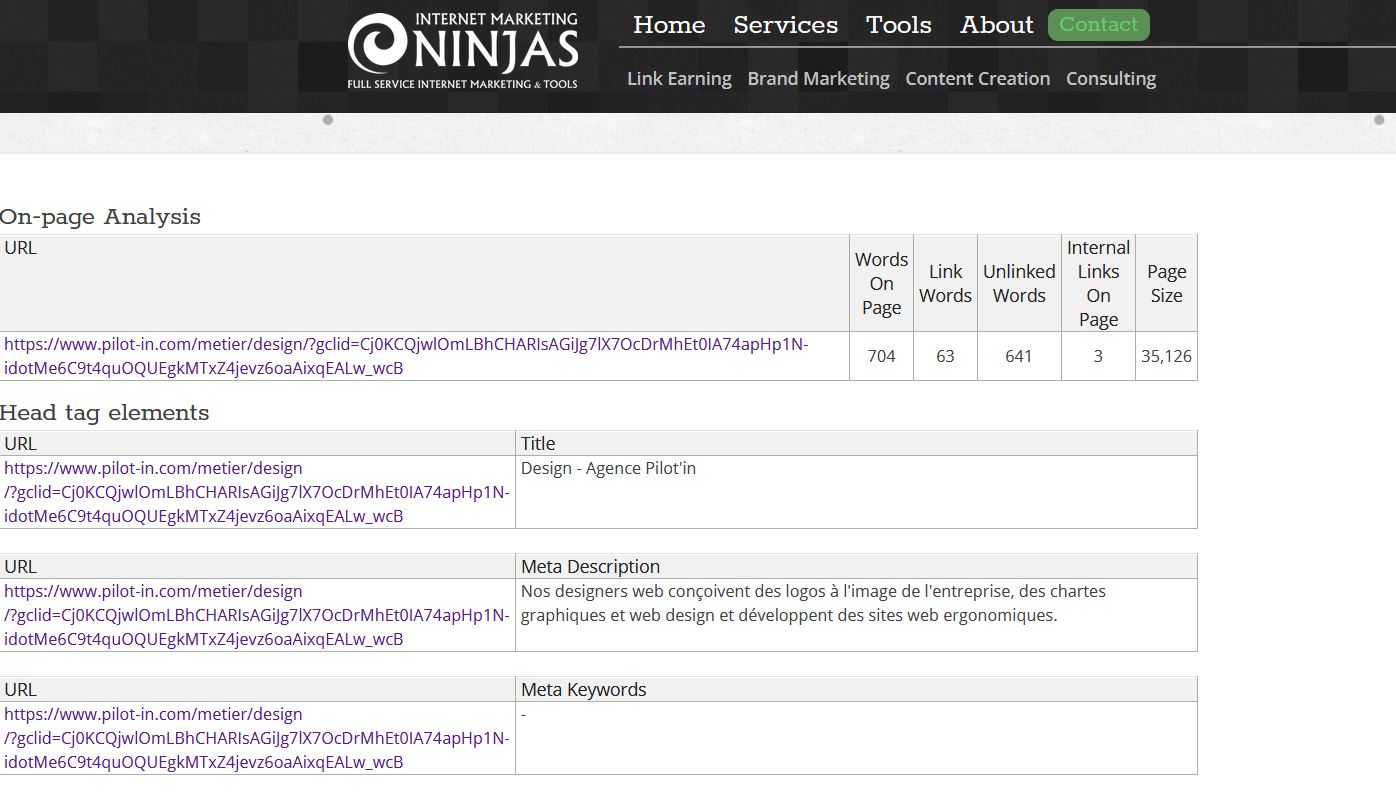 INTERNET MARKETING
NINJAS
FULL SERVICE INTERNET MARKETING & TOOLS
Home Services Tools About Contact
Link Earning Brand Marketing Content Creation Consulting
On-page Analysis
URL Words On Page Link Words Unlinked Words Internal Links On Page Page Size
https://www.pilot-in.com/metier/design/?gclid=Cj0KCQjwlOmLBhCHARIsAGiJg7lX7OcDrMhEt0IA74apHp1N-
idotMe6C9t4quOQUEgkMTxZ4jevz6oaAixqEALw_wcB
704 63 641 3 35,126
Head tag elements
URL Title
https://www.pilot-in.com/metier/design Design - Agence Pilot'in
/?gclid=Cj0KCQjwlOmLBhCHARIsAGiJg7lX7OcDrMhEt0IA74apHp1N-
idotMe6C9t4quOQUEgkMTxZ4jevz6oaAixqEALw_wcB
URL Meta Description
https://www.pilot-in.com/metier/design Nos designers web conçoivent des logos à l'image de l'entreprise, des chartes
/?gclid=Cj0KCQjwlOmLBhCHARIsAGiJg7lX7OcDrMhEt0IA74apHp1N- graphiques et web design et développent des sites web ergonomiques.
idotMe6C9t4quOQUEgkMTxZ4jevz6oaAixqEALw_wcB
URL Meta Keywords
https://www.pilot-in.com/metier/design -
/?gclid=Cj0KCQjwlOmLBhCHARIsAGiJg7lX7OcDrMhEt0IA74apHp1N-
idotMe6C9t4quOQUEgkMTxZ4jevz6oaAixqEALw_wcB